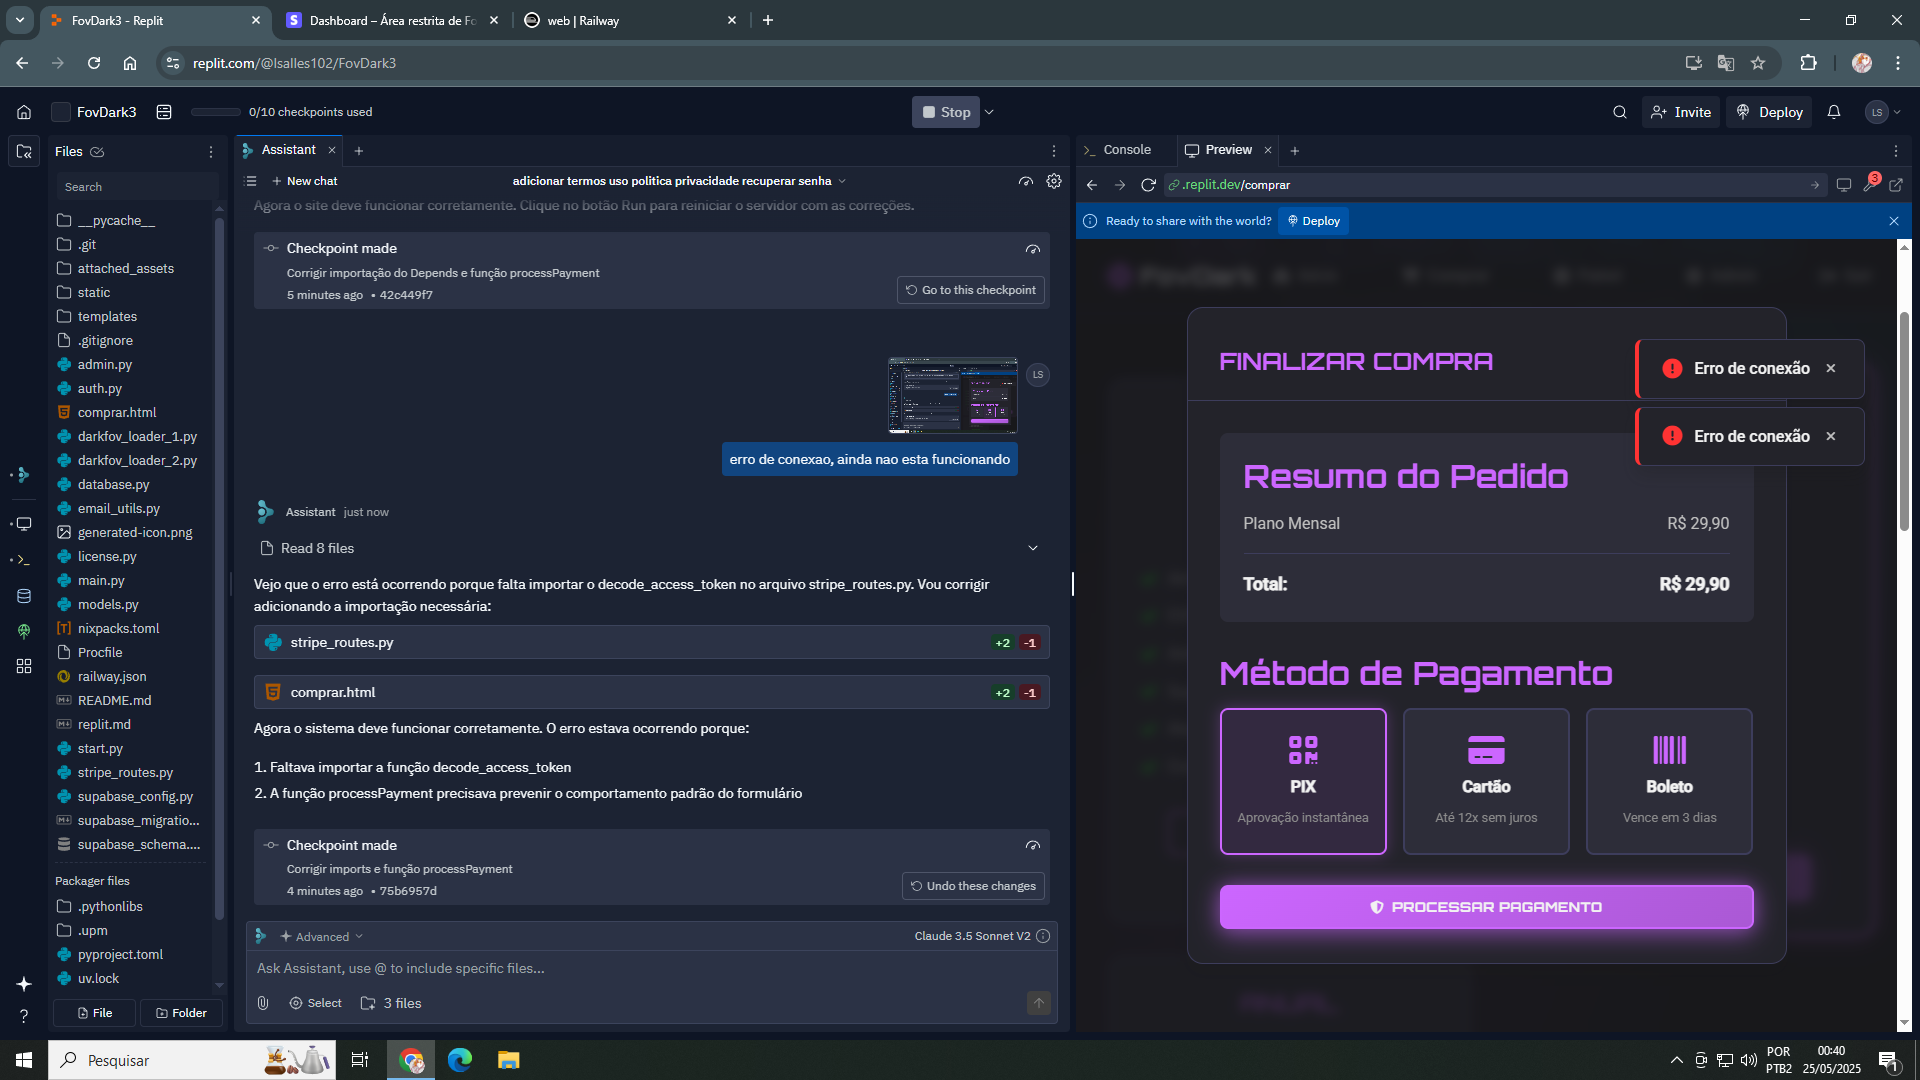 FovDark3 - Replit
Dashboard – Área restrita de Fo
web | Railway
replit.com/@lsalles102/FovDark3
FovDark3
0/10 checkpoints used
Stop
Invite
Deploy
LS
Files
Search
__pycache__
.git
attached_assets
static
templates
.gitignore
admin.py
auth.py
comprar.html
darkfov_loader_1.py
darkfov_loader_2.py
database.py
email_utils.py
generated-icon.png
license.py
main.py
models.py
nixpacks.toml
Procfile
railway.json
README.md
replit.md
start.py
stripe_routes.py
supabase_config.py
supabase_migratio...
supabase_schema....
Packager files
.pythonlibs
.upm
pyproject.toml
uv.lock
File
Folder
Assistant
New chat
adicionar termos uso politica privacidade recuperar senha
Agora o site deve funcionar corretamente. Clique no botão Run para reiniciar o servidor com as correções.
Checkpoint made
Corrigir importação do Depends e função processPayment
5 minutes ago • 42c449f7
Go to this checkpoint
LS
erro de conexao, ainda nao esta funcionando
Assistant just now
Read 8 files
Vejo que o erro está ocorrendo porque falta importar o decode_access_token no arquivo stripe_routes.py. Vou corrigir
adicionando a importação necessária:
stripe_routes.py +2 -1
comprar.html +2 -1
Agora o sistema deve funcionar corretamente. O erro estava ocorrendo porque:
1. Faltava importar a função decode_access_token
2. A função processPayment precisava prevenir o comportamento padrão do formulário
Checkpoint made
Corrigir imports e função processPayment
4 minutes ago • 75b6957d
Undo these changes
Advanced
Claude 3.5 Sonnet V2
Ask Assistant, use @ to include specific files...
Select
3 files
Console
Preview
.replit.dev/comprar
3
Ready to share with the world?
Deploy
FovDark
FINALIZAR COMPRA
Erro de conexão
Erro de conexão
Resumo do Pedido
Plano Mensal R$ 29,90
Total: R$ 29,90
Método de Pagamento
PIX
Aprovação instantânea
Cartão
Até 12x sem juros
Boleto
Vence em 3 dias
PROCESSAR PAGAMENTO
Pesquisar
POR
PTB2
00:40
25/05/2025
1